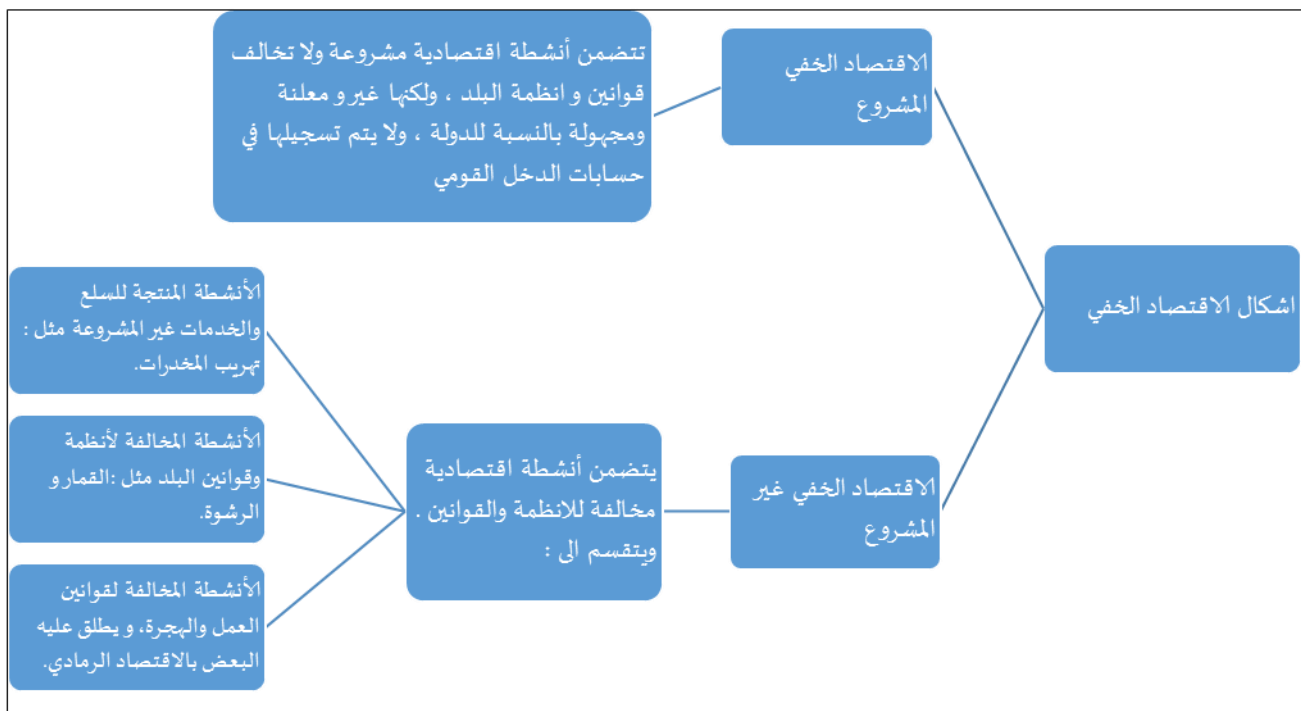 اشكال الاقتصاد الخفي
الاقتصاد الخفي
المشروع
تتضمن أنشطة اقتصادية مشروعة ولا تخالف
قوانين و انظمة البلد ، ولكنها غير و معلنة
ومجهولة بالنسبة للدولة ، ولا يتم تسجيلها في
حسابات الدخل القومي
الاقتصاد الخفي غير
المشروع
يتضمن أنشطة اقتصادية
مخالفة للانظمة والقوانين .
ويتقسم الى :
الأنشطة المنتجة للسلع
والخدمات غير المشروعة مثل :
تهريب المخدرات.
الأنشطة المخالفة لأنظمة
وقوانين البلد مثل :القمار و
الرشوة.
الأنشطة المخالفة لقوانين
العمل والهجرة، و يطلق عليه
البعض بالاقتصاد الرمادي.